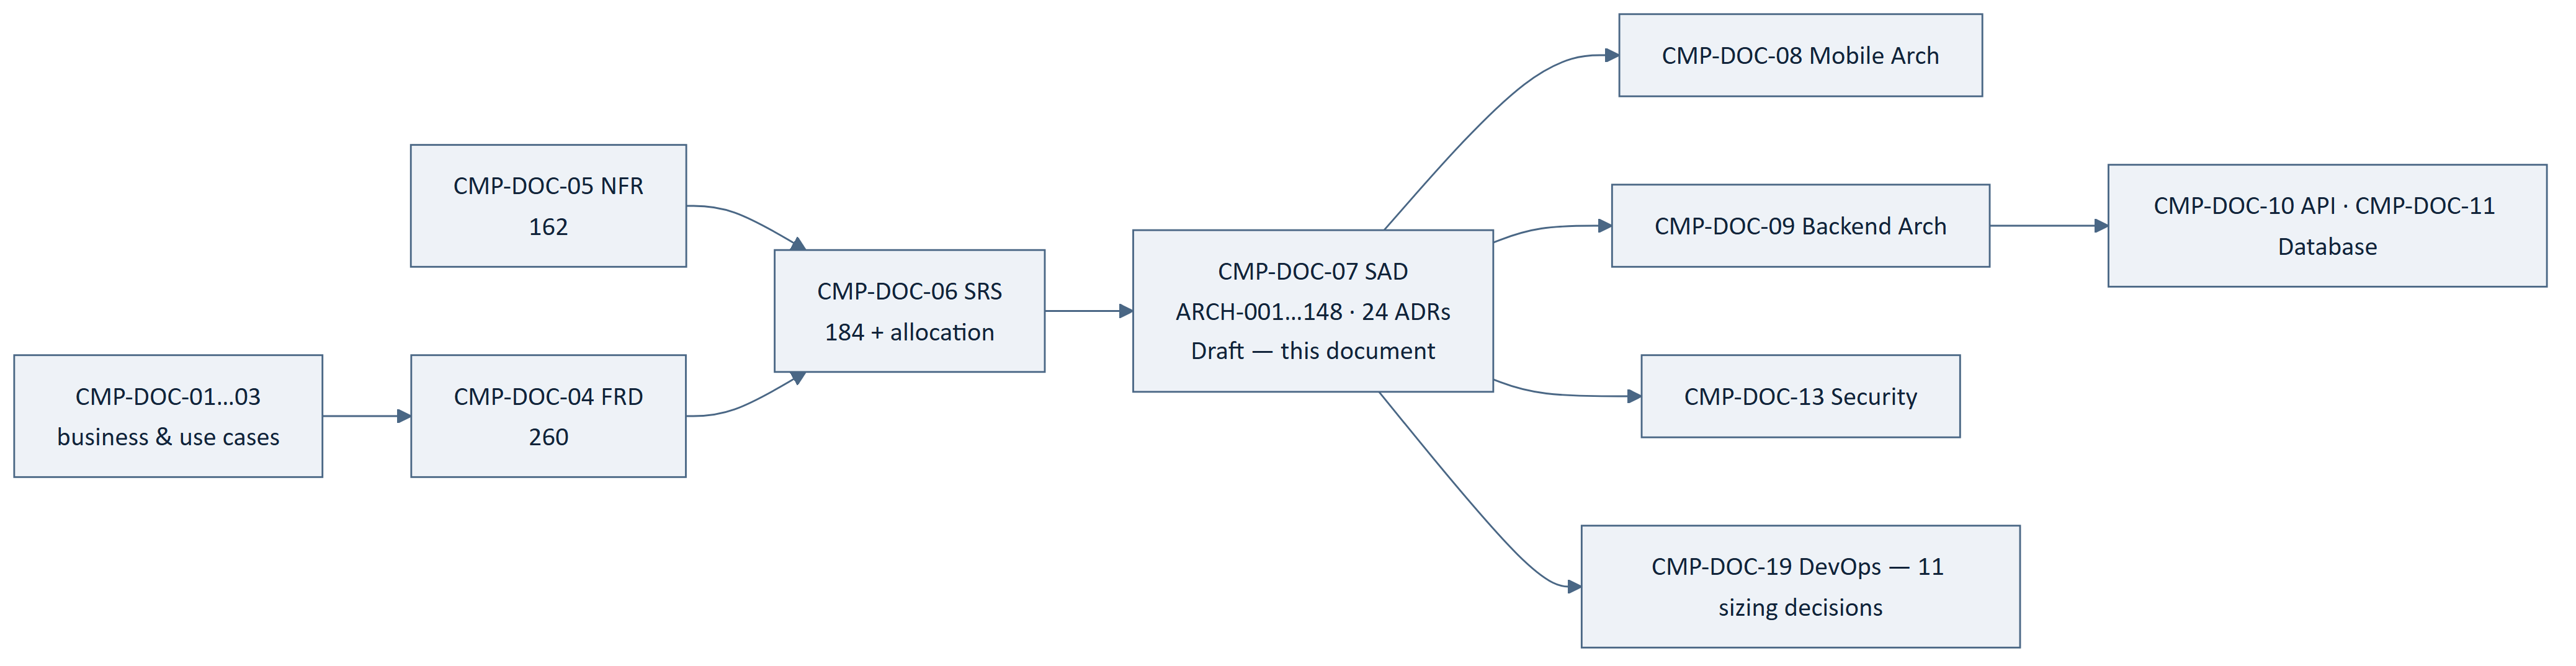 CMP-DOC-01…03
business & use cases
CMP-DOC-05 NFR
162
CMP-DOC-04 FRD
260
CMP-DOC-06 SRS
184 + allocation
CMP-DOC-07 SAD
ARCH-001…148 · 24 ADRs
Draft — this document
CMP-DOC-08 Mobile Arch
CMP-DOC-09 Backend Arch
CMP-DOC-13 Security
CMP-DOC-19 DevOps — 11
sizing decisions
CMP-DOC-10 API · CMP-DOC-11
Database